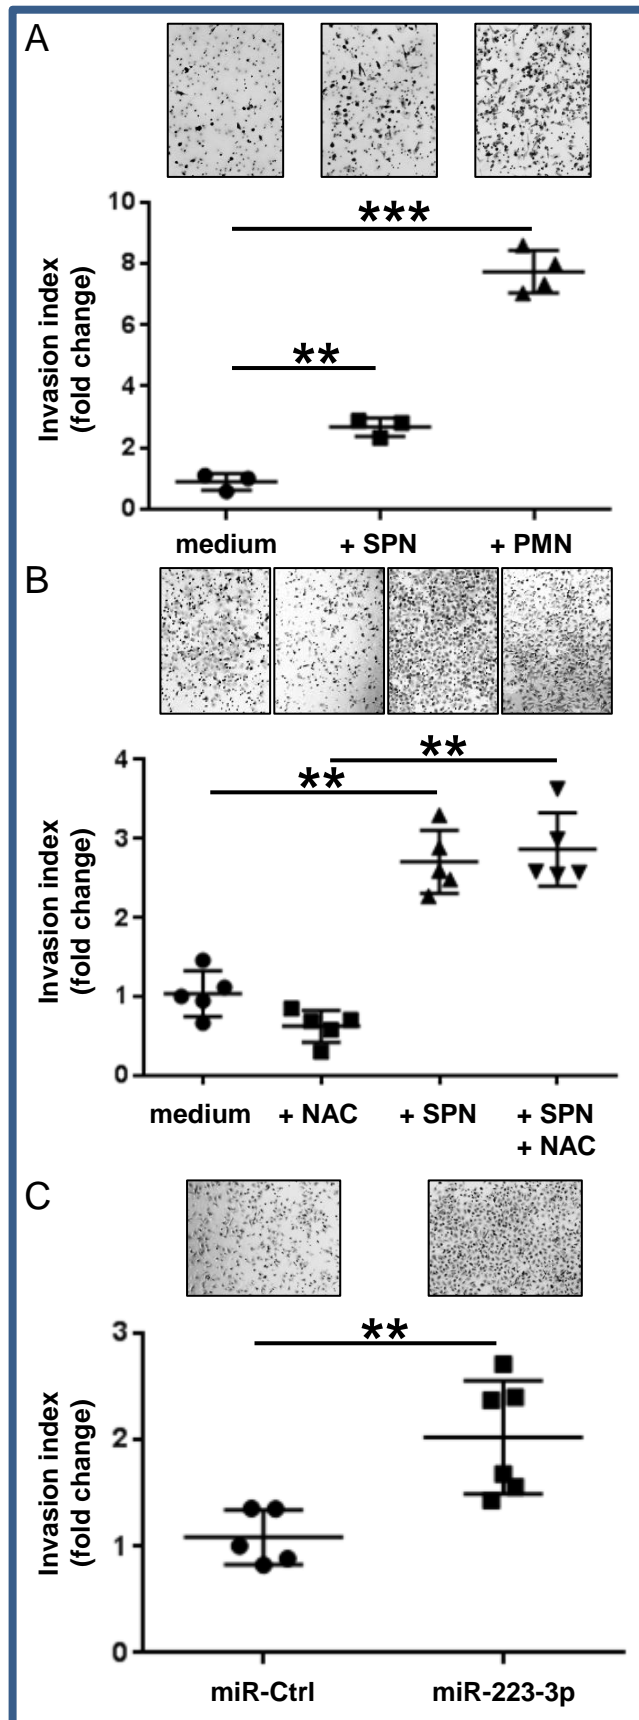 A
10
8
6
4
2
0
Invasion index
(fold change)
***
**
medium + SPN + PMN
B
4
3
2
1
0
Invasion index
(fold change)
**
**
medium + NAC + SPN + SPN
+ NAC
C
3
2
1
0
Invasion index
(fold change)
**
miR-Ctrl miR-223-3p